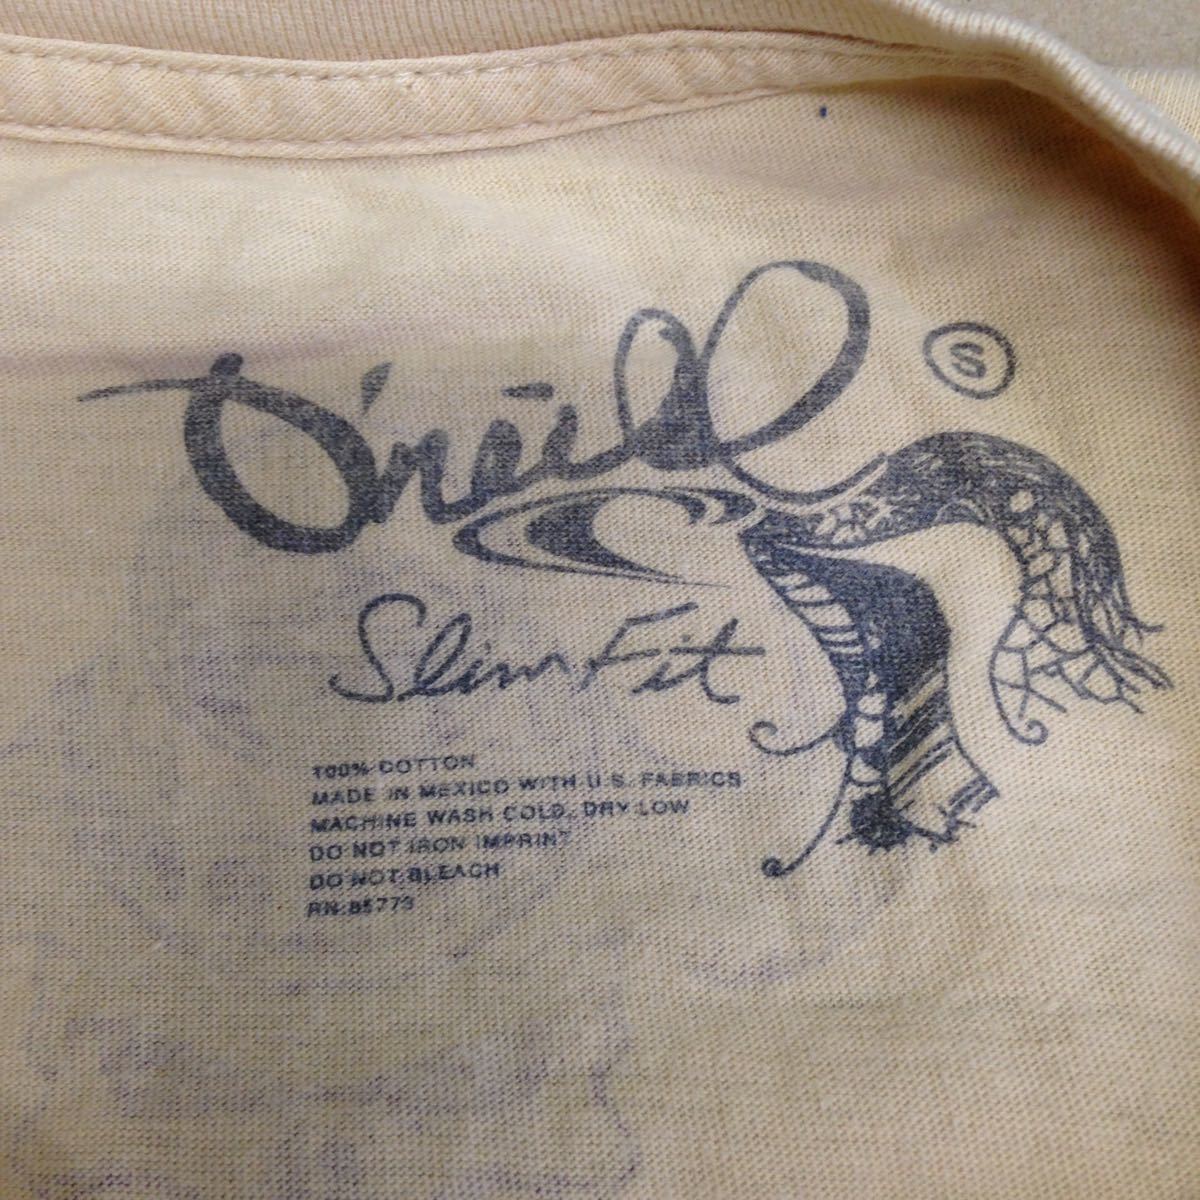 O'neill
S
Slim Fit
100% COTTON
MADE IN MEXICO WITH U.S. FABRICS
MACHINE WASH COLD, DRY LOW
DO NOT IRON IMPRINT
DO NOT BLEACH
RN:85773